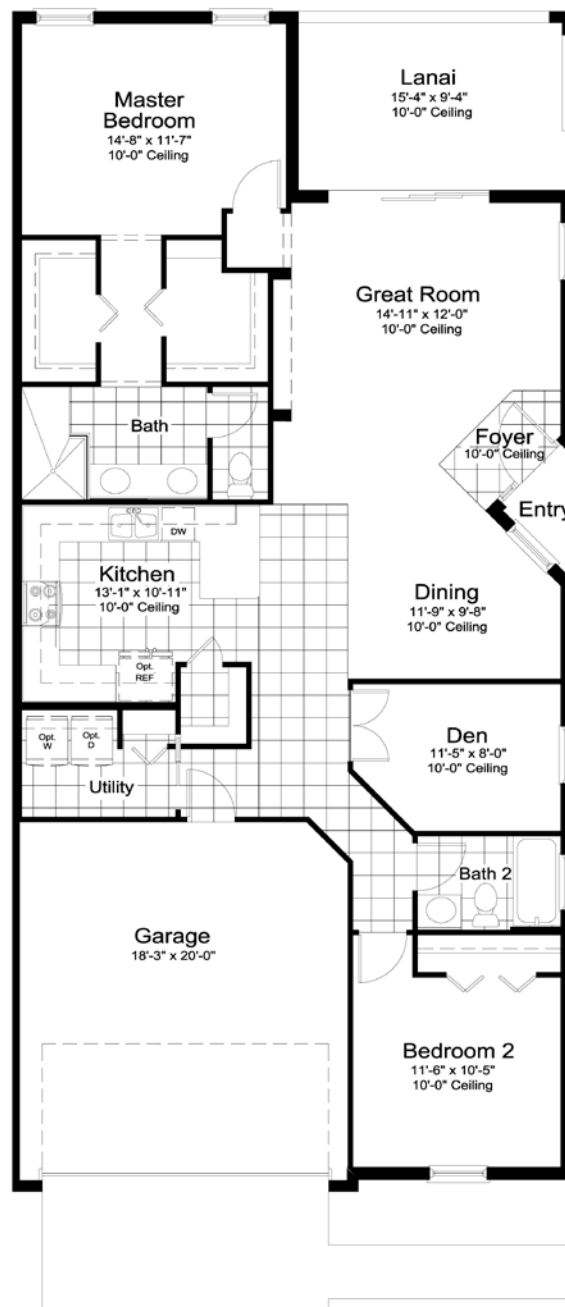 Master
Bedroom
14'-8" x 11'-7"
10'-0" Ceiling
Lanai
15'-4" x 9'-4"
10'-0" Ceiling
Great Room
14'-11" x 12'-0"
10'-0" Ceiling
Bath
Foyer
10'-0" Ceiling
Entry
DW
Kitchen
13'-1" x 10'-11"
10'-0" Ceiling
Opt.
REF
Dining
11'-9" x 9'-8"
10'-0" Ceiling
Opt.
W
Opt.
D
Utility
Den
11'-5" x 8'-0"
10'-0" Ceiling
Bath 2
Garage
18'-3" x 20'-0"
Bedroom 2
11'-6" x 10'-5"
10'-0" Ceiling